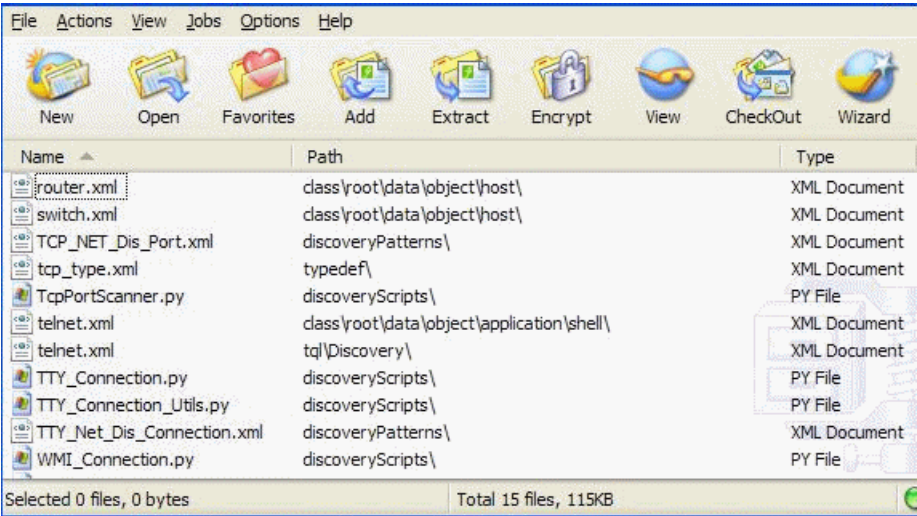 File Actions View Jobs Options Help
New Open Favorites Add Extract Encrypt View CheckOut Wizard
Name Path Type
router.xml class\root\data\object\host\ XML Document
switch.xml class\root\data\object\host\ XML Document
TCP_NET_Dis_Port.xml discoveryPatterns\ XML Document
tcp_type.xml typedef\ XML Document
TcpPortScanner.py discoveryScripts\ PY File
telnet.xml class\root\data\object\application\shell\ XML Document
telnet.xml tql\Discovery\ XML Document
TTY_Connection.py discoveryScripts\ PY File
TTY_Connection_Utils.py discoveryScripts\ PY File
TTY_Net_Dis_Connection.xml discoveryPatterns\ XML Document
WMI_Connection.py discoveryScripts\ PY File
Selected 0 files, 0 bytes Total 15 files, 115KB